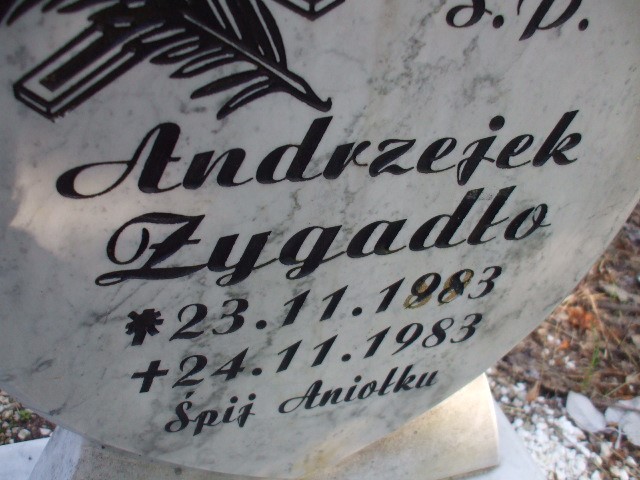 Ś.P.
Andrzejek
Zygadło
*23.11.1983
+24.11.1983
Śpij Aniołku